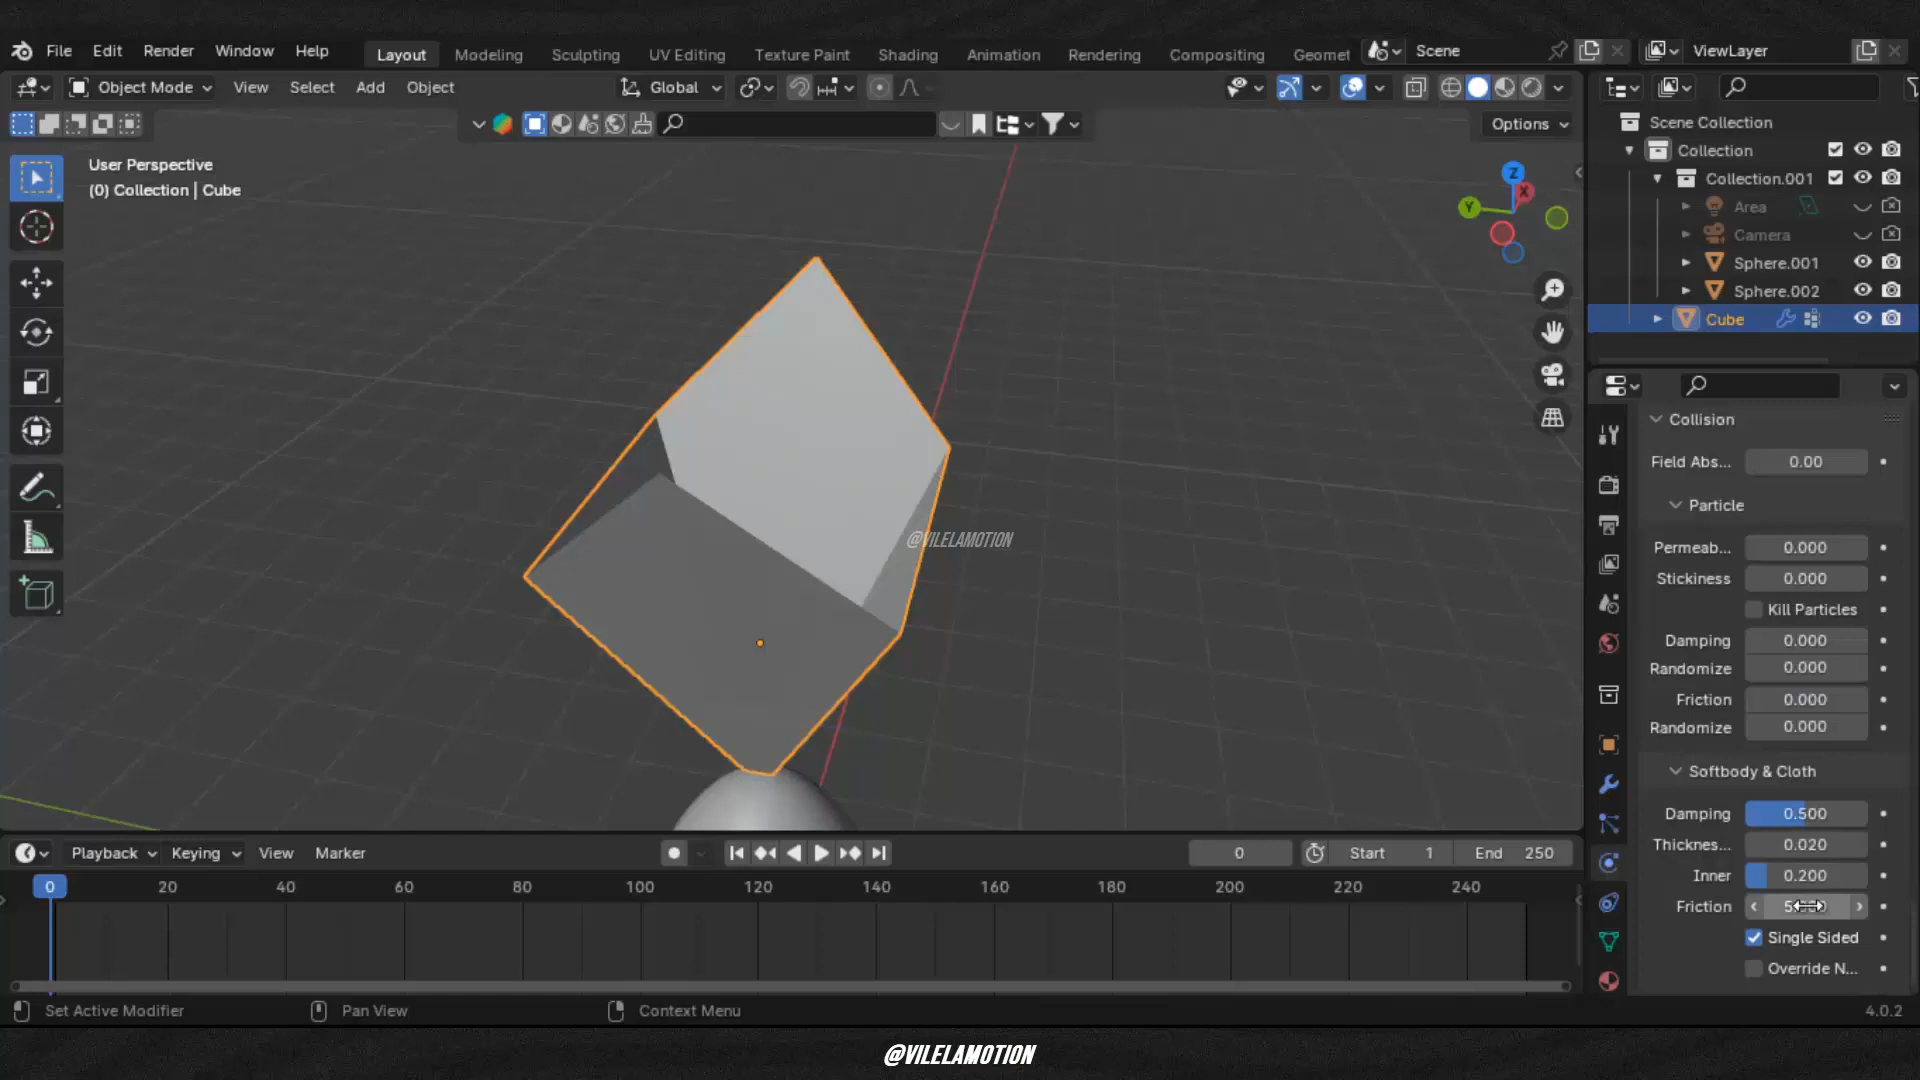 File Edit Render Window Help Layout Modeling Sculpting UV Editing Texture Paint Shading Animation Rendering Compositing Geomet Scene ViewLayer
Object Mode View Select Add Object Global
Options
User Perspective
(0) Collection | Cube
Z
X
Y
@VILELAMOTION
Scene Collection
Collection
Collection.001
Area
Camera
Sphere.001
Sphere.002
Cube
Collision
Field Abs... 0.00
Particle
Permeab... 0.000
Stickiness 0.000
Kill Particles
Damping 0.000
Randomize 0.000
Friction 0.000
Randomize 0.000
Softbody & Cloth
Damping 0.500
Thicknes... 0.020
Inner 0.200
Friction
Single Sided
Override N...
Playback Keying View Marker 0 Start 1 End 250
0 20 40 60 80 100 120 140 160 180 200 220 240
Set Active Modifier Pan View Context Menu 4.0.2
@VILELAMOTION